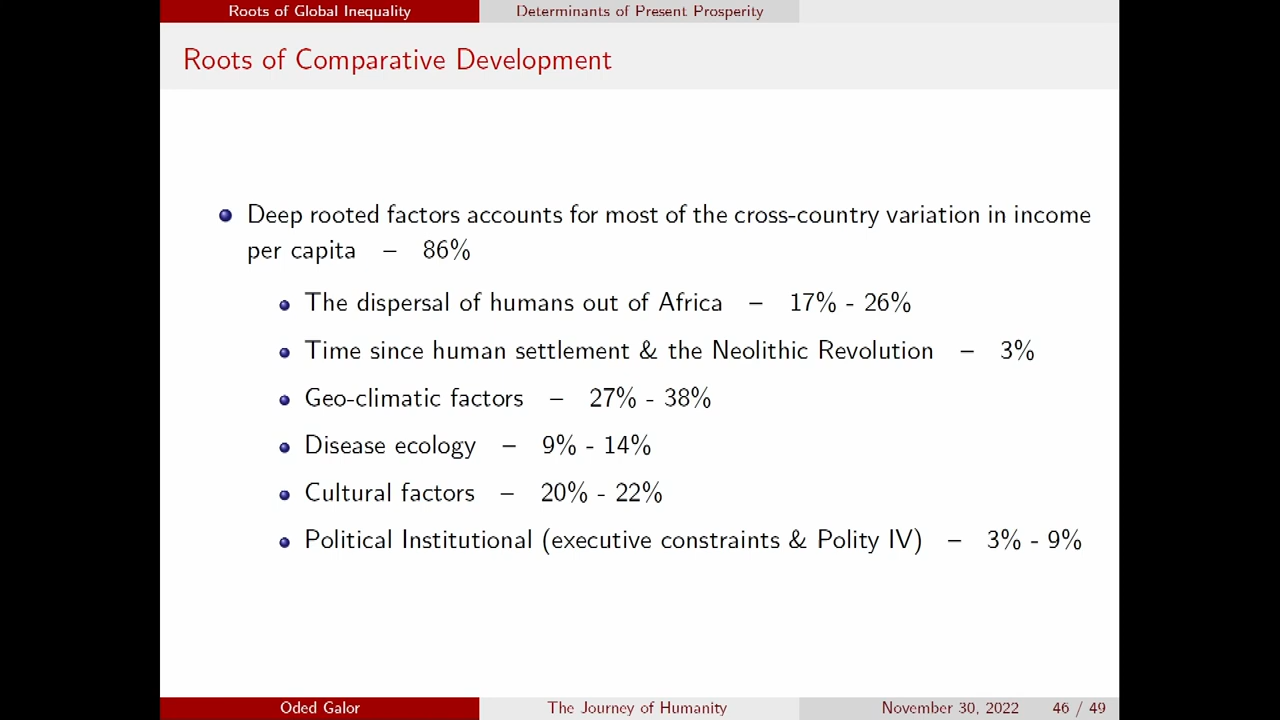 Roots of Global Inequality
Determinants of Present Prosperity
Roots of Comparative Development
Deep rooted factors accounts for most of the cross-country variation in income
per capita – 86%
The dispersal of humans out of Africa – 17% - 26%
Time since human settlement & the Neolithic Revolution – 3%
Geo-climatic factors – 27% - 38%
Disease ecology – 9% - 14%
Cultural factors – 20% - 22%
Political Institutional (executive constraints & Polity IV) – 3% - 9%
Oded Galor
The Journey of Humanity
November 30, 2022 46 / 49